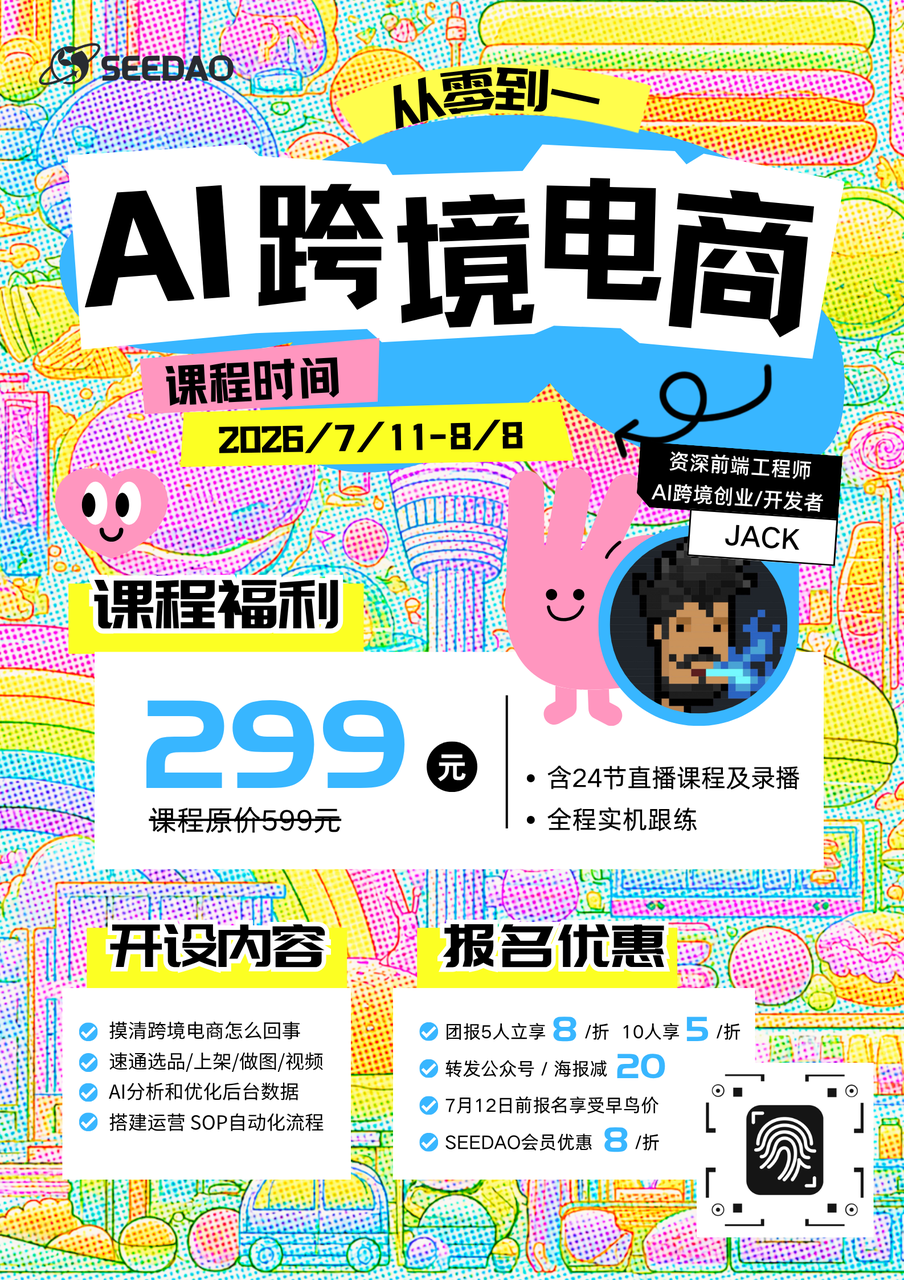 SEEDAO
从零到一
AI跨境电商
课程时间
2026/7/11-8/8
资深前端工程师
AI跨境创业/开发者
JACK
课程福利
299 元
课程原价599元
含24节直播课程及录播
全程实机跟练
开设内容
摸清跨境电商怎么回事
速通选品/上架/做图/视频
AI分析和优化后台数据
搭建运营 SOP自动化流程
报名优惠
团报5人立享 8 /折 10人享 5 /折
转发公众号 / 海报减 20
7月12日前报名享受早鸟价
SEEDAO会员优惠 8 /折